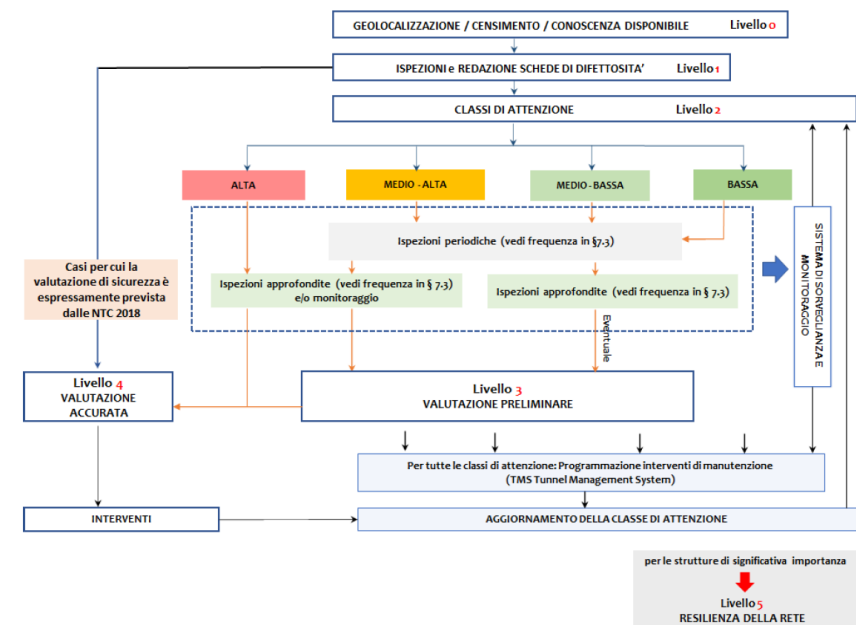 GEOLOCALIZZAZIONE / CENSIMENTO / CONOSCENZA DISPONIBILE Livello 0
ISPEZIONI e REDAZIONE SCHEDE DI DIFETTOSITA' Livello 1
CLASSI DI ATTENZIONE Livello 2
ALTA
MEDIO - ALTA
MEDIO - BASSA
BASSA
Ispezioni periodiche (vedi frequenza in §7.3)
Casi per cui la
valutazione di sicurezza è
espressamente prevista
dalle NTC 2018
Ispezioni approfondite (vedi frequenza in § 7.3)
e/o monitoraggio
Ispezioni approfondite (vedi frequenza in § 7.3)
SISTEMA DI SORVEGLIANZA E
MONITORAGGIO
Eventuale
Livello 4
VALUTAZIONE
ACCURATA
Livello 3
VALUTAZIONE PRELIMINARE
Per tutte le classi di attenzione: Programmazione interventi di manutenzione
(TMS Tunnel Management System)
INTERVENTI
AGGIORNAMENTO DELLA CLASSE DI ATTENZIONE
per le strutture di significativa importanza
Livello 5
RESILIENZA DELLA RETE